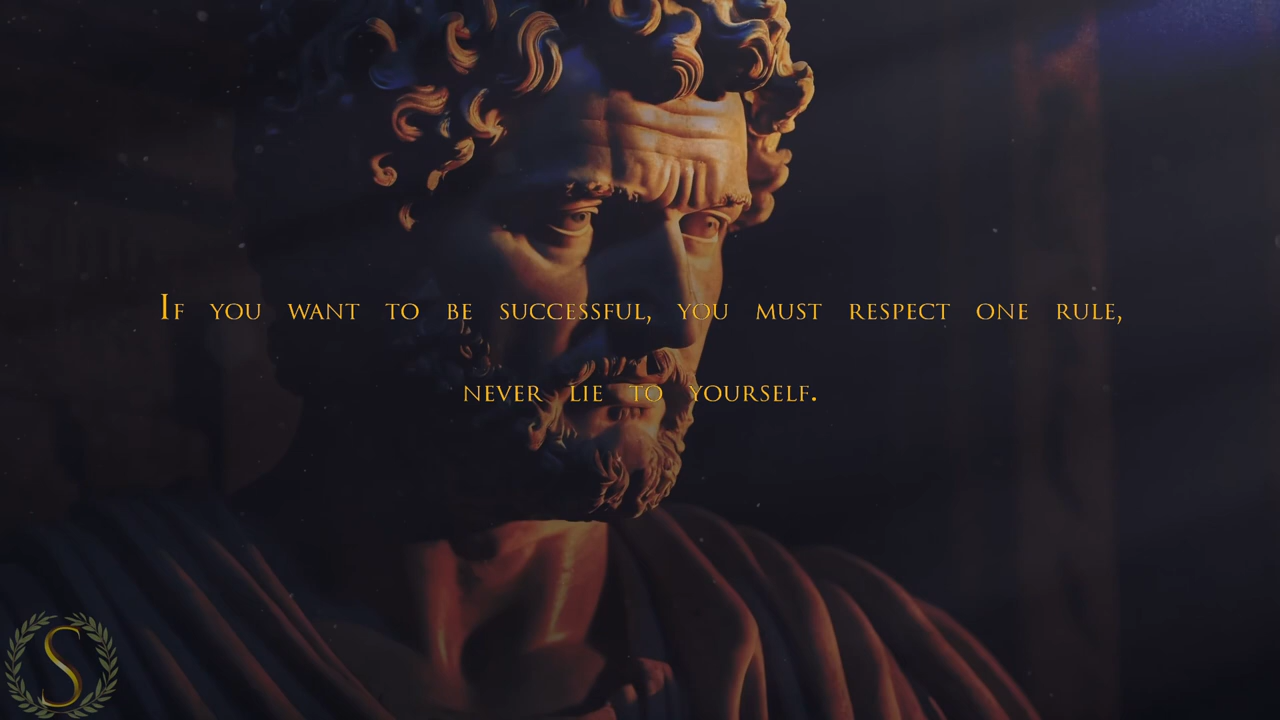 If you want to be successful, you must respect one rule,
never lie to yourself.
S